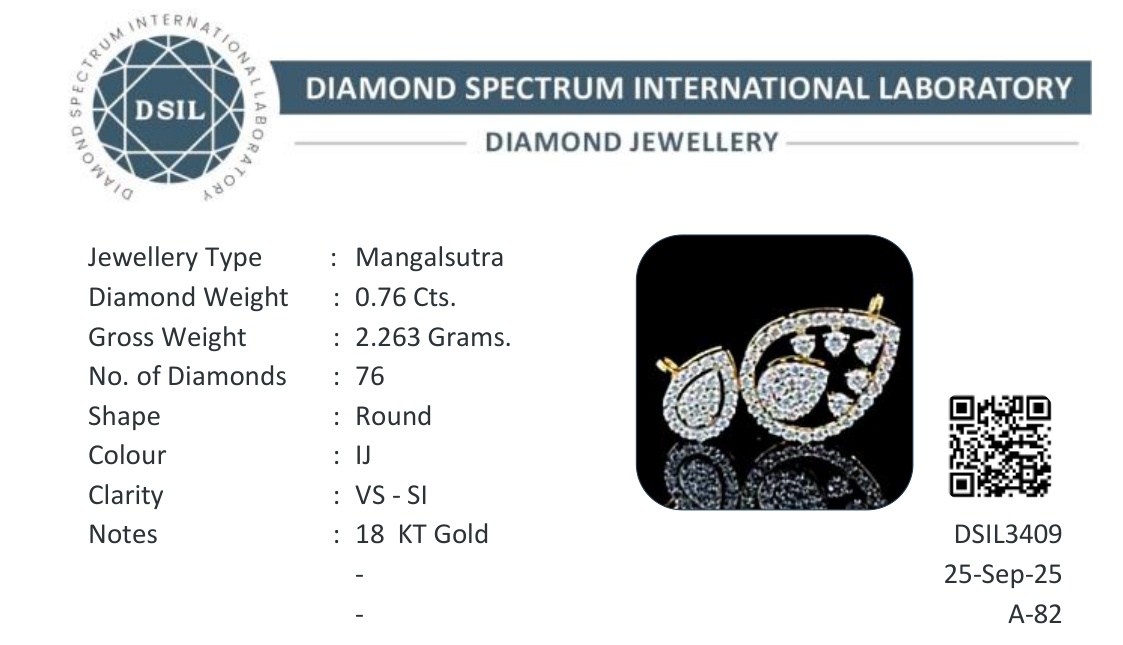 DIAMOND SPECTRUM INTERNATIONAL LABORATORY
DSIL
DIAMOND SPECTRUM INTERNATIONAL LABORATORY
DIAMOND JEWELLERY
Jewellery Type : Mangalsutra
Diamond Weight : 0.76 Cts.
Gross Weight : 2.263 Grams.
No. of Diamonds : 76
Shape : Round
Colour : IJ
Clarity : VS - SI
Notes : 18 KT Gold
-
-
DSIL3409
25-Sep-25
A-82